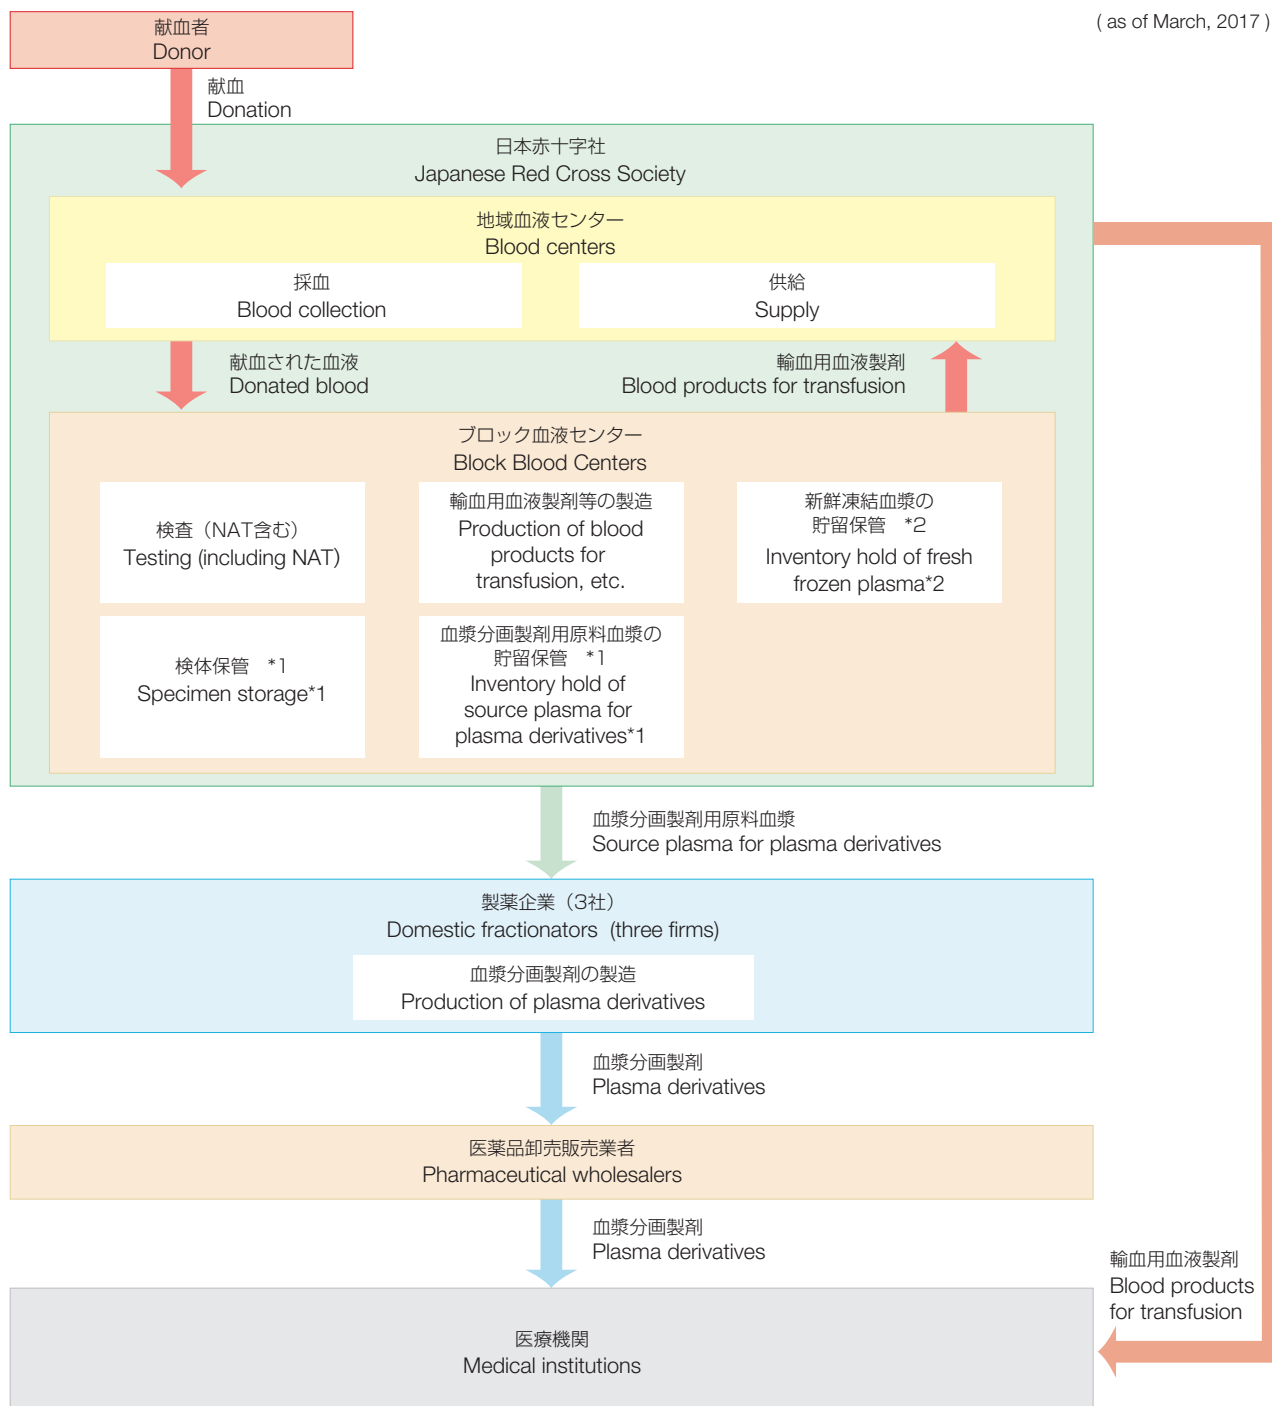 ( as of March, 2017 )
献血者
Donor
献血
Donation
日本赤十字社
Japanese Red Cross Society
地域血液センター
Blood centers
採血
Blood collection
供給
Supply
献血された血液
Donated blood
輸血用血液製剤
Blood products for transfusion
ブロック血液センター
Block Blood Centers
検査（NAT含む）
Testing (including NAT)
輸血用血液製剤等の製造
Production of blood
products for
transfusion, etc.
新鮮凍結血漿の
貯留保管　*2
Inventory hold of fresh
frozen plasma*2
検体保管　*1
Specimen storage*1
血漿分画製剤用原料血漿の
貯留保管　*1
Inventory hold of
source plasma for
plasma derivatives*1
血漿分画製剤用原料血漿
Source plasma for plasma derivatives
製薬企業（3社）
Domestic fractionators (three firms)
血漿分画製剤の製造
Production of plasma derivatives
血漿分画製剤
Plasma derivatives
医薬品卸売販売業者
Pharmaceutical wholesalers
血漿分画製剤
Plasma derivatives
輸血用血液製剤
Blood products
for transfusion
医療機関
Medical institutions